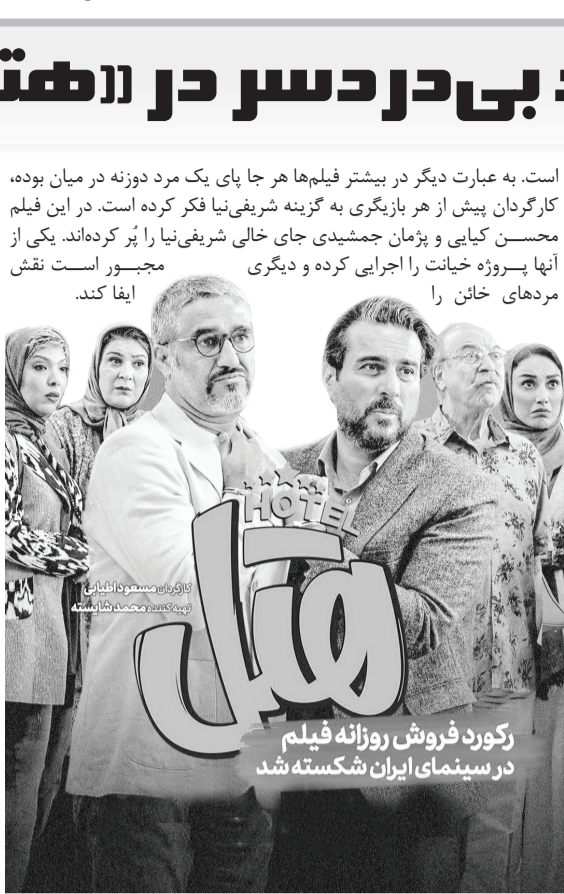 بی‌دردسر در «هت
است. به عبارت دیگر در بیشتر فیلم‌ها هر جا پای یک مرد دوزنه در میان بوده،
کارگردان پیش از هر بازیگری به گزینه شریفی‌نیا فکر کرده است. در این فیلم
محســن کیایی و پژمان جمشیدی جای خالی شریفی‌نیا را پُر کرده‌اند. یکی از
آنها پــروژه خیانت را اجرایی کرده و دیگری مجبــور اســت نقش
مردهای خائن را ایفا کند.
HOTEL
هتل
کارگردان مسعود اطیابی
تهیه کننده محمد شایسته
رکورد فروش روزانه فیلم
در سینمای ایران شکسته شد